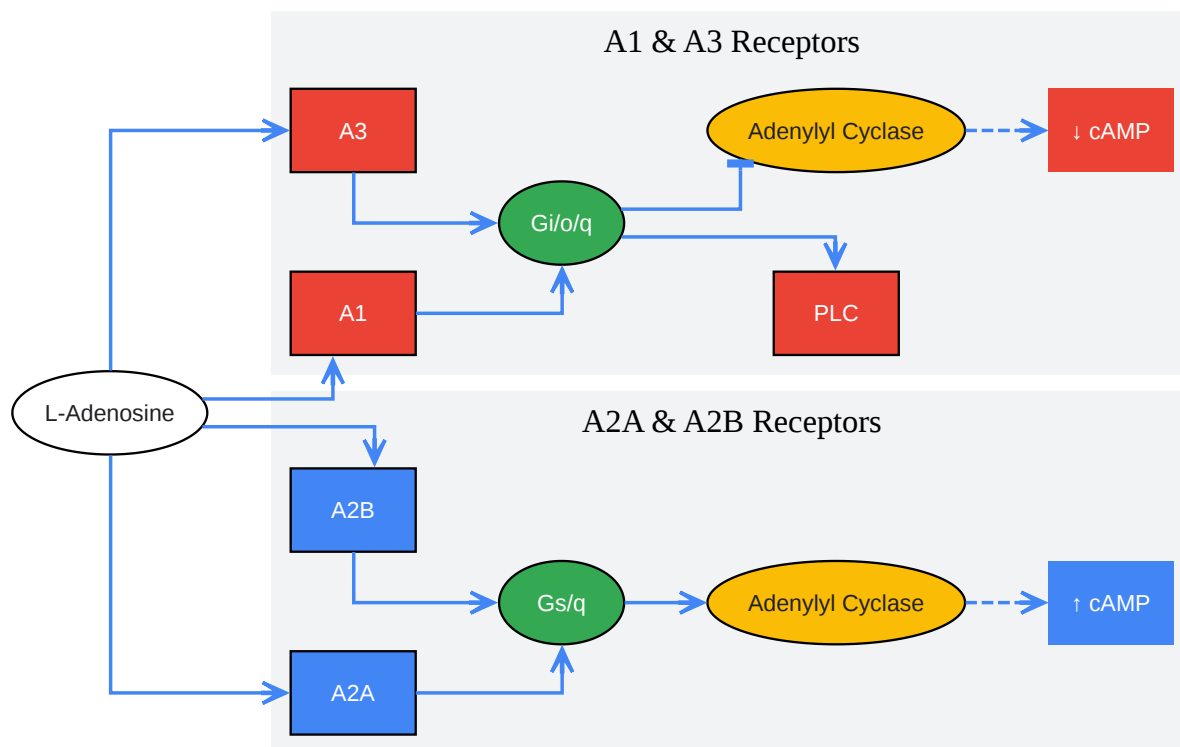 A1 & A3 Receptors
A3
Adenylyl Cyclase
↓ cAMP
Gi/o/q
A1
PLC
L-Adenosine
A2A & A2B Receptors
A2B
Gs/q
Adenylyl Cyclase
↑ cAMP
A2A